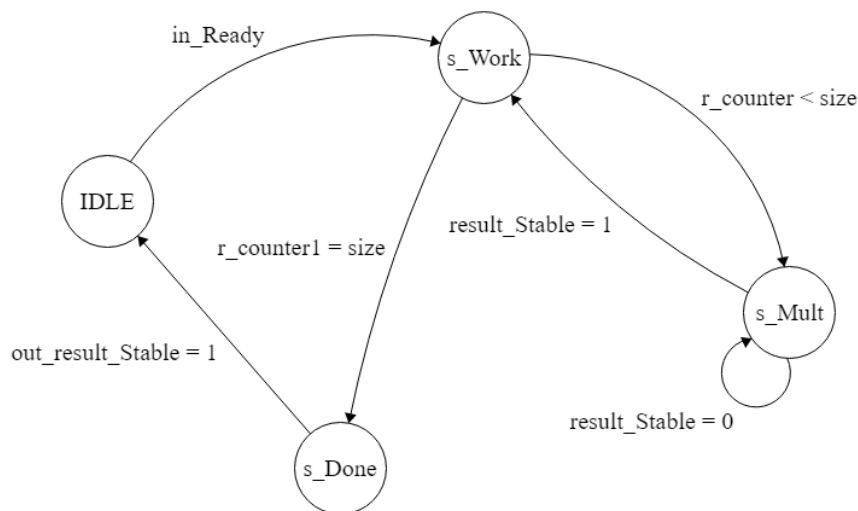 in_Ready
s_Work
r_counter < size
IDLE
result_Stable = 1
r_counter1 = size
s_Mult
out_result_Stable = 1
result_Stable = 0
s_Done